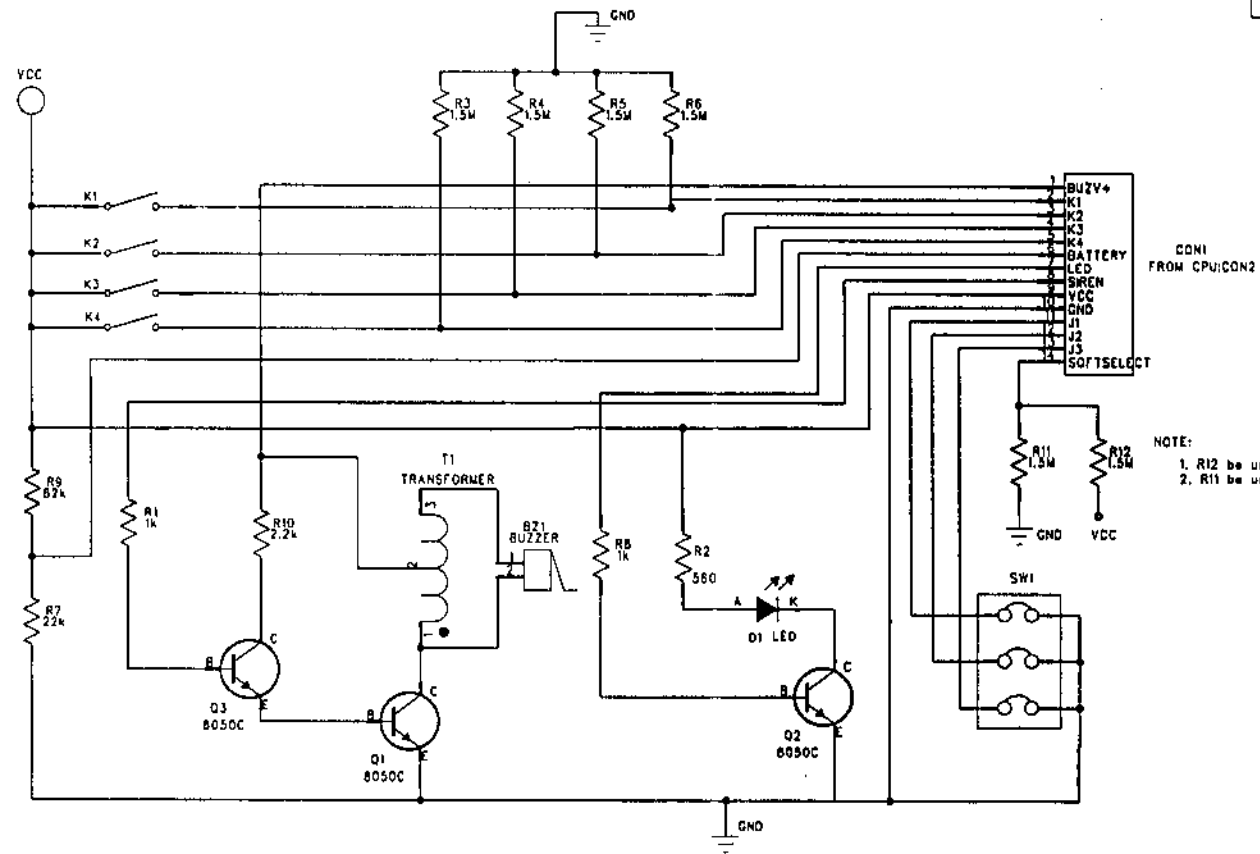 GND
VCC
R3
1.5M
R4
1.5M
R5
1.5M
R6
1.5M
K1
K2
K3
K4
BUZV+
K1
K2
K3
K4
BATTERY
LED
SIREN
VCC
GND
J1
J2
J3
SOFTSELECT
CON1
FROM CPU:CON2
R11
1.5M
R12
1.5M
GND
VCC
NOTE:
1. R12 be
2. R11 be
R9
82k
R1
1k
R10
2.2k
T1
TRANSFORMER
3
2
1
BZ1
BUZZER
R8
1k
R2
560
A
K
D1 LED
R7
22k
SW1
B
C
E
Q3
8050C
B
C
E
Q1
8050C
B
C
E
Q2
8050C
GND